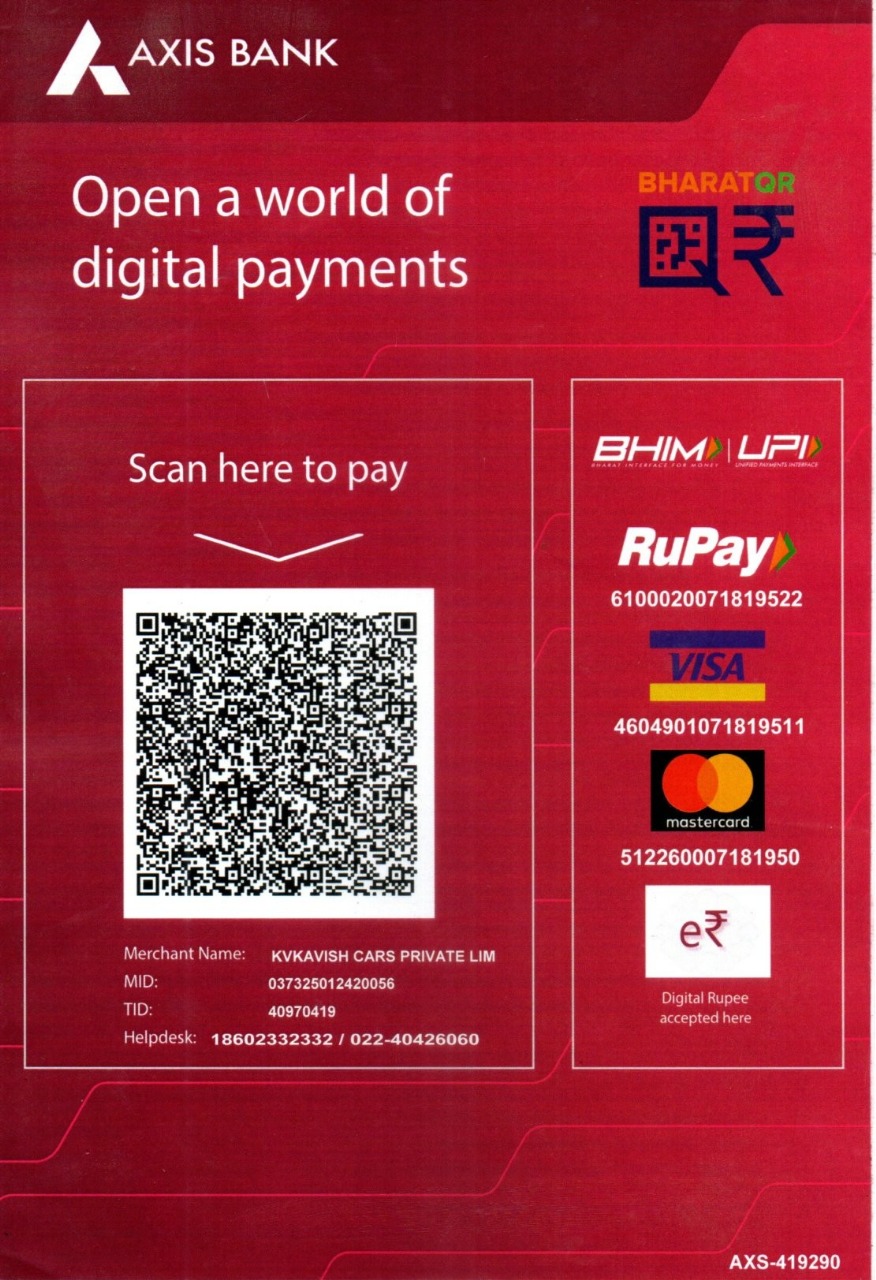 AXIS BANK
Open a world of
digital payments
BHARATQR
Scan here to pay
Merchant Name: KVKAVISH CARS PRIVATE LIM
MID: 037325012420056
TID: 40970419
Helpdesk: 18602332332 / 022-40426060
BHIM | UPI
BHARAT INTERFACE FOR MONEY UNIFIED PAYMENTS INTERFACE
RuPay
6100020071819522
VISA
4604901071819511
mastercard
512260007181950
e₹
Digital Rupee
accepted here
AXS-419290